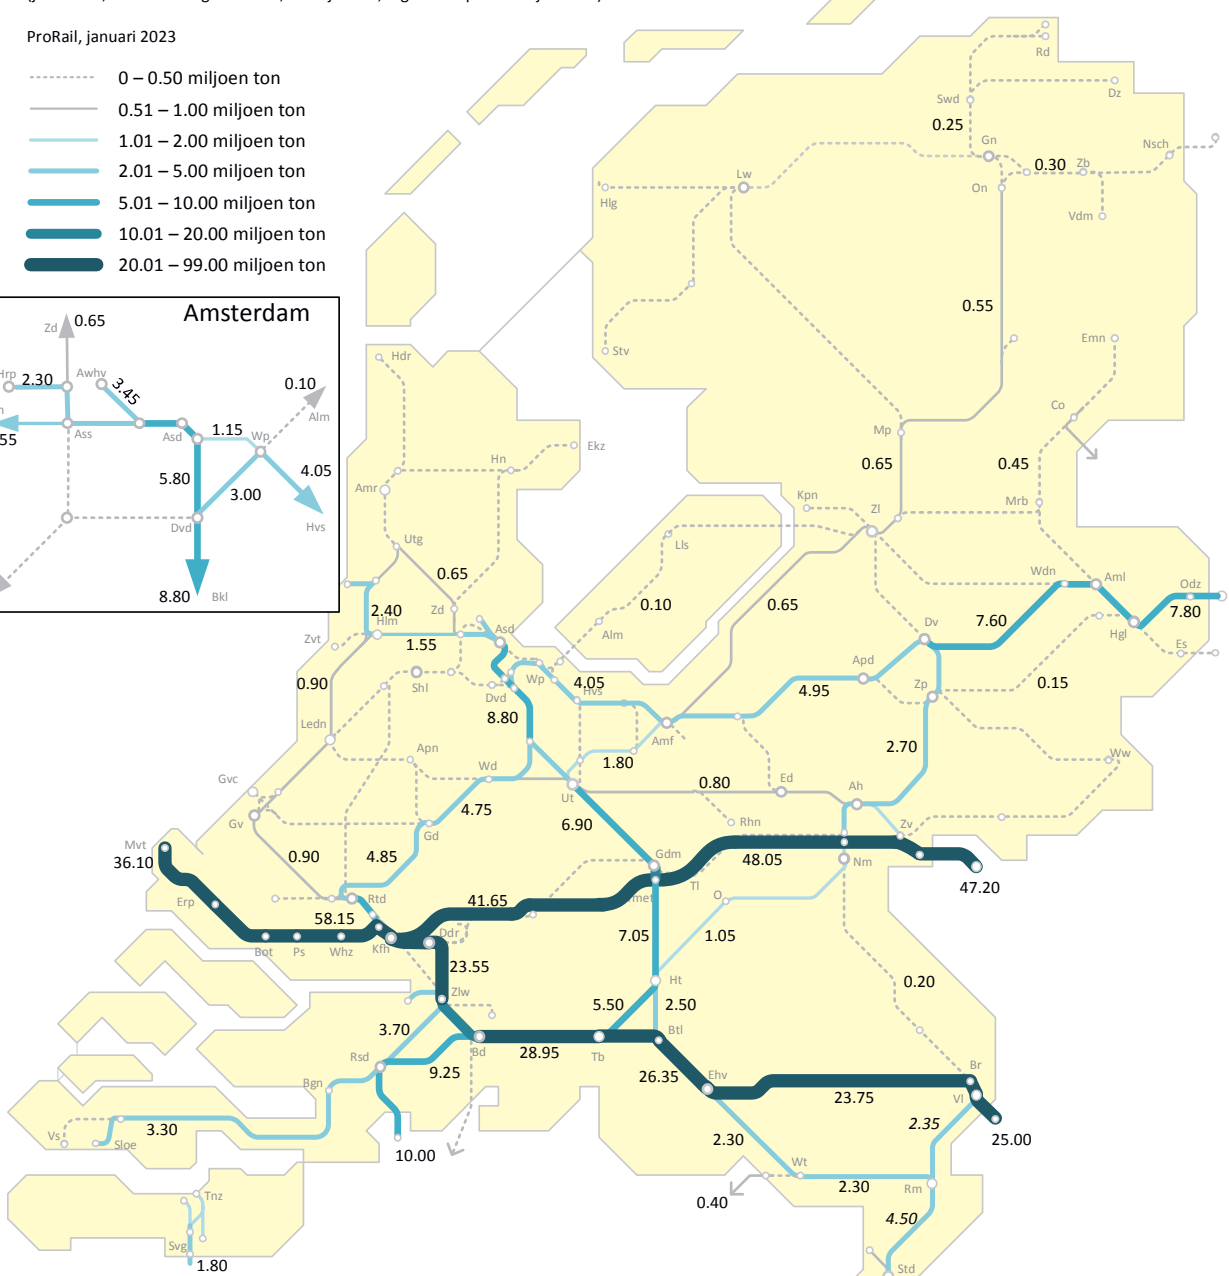 ProRail, januari 2023
0 – 0.50 miljoen ton
0.51 – 1.00 miljoen ton
1.01 – 2.00 miljoen ton
2.01 – 5.00 miljoen ton
5.01 – 10.00 miljoen ton
10.01 – 20.00 miljoen ton
20.01 – 99.00 miljoen ton
Amsterdam
Zd 0.65
Hrp 2.30
Awhv
3.45
0.10
Alm
55
Ass
Asd
1.15
Wp
5.80
4.05
3.00
Dvd
Hvs
8.80 Bkl
Rd
Swd
Dz
0.25
Gn
Nsch
0.30
Zb
Lw
On
Hlg
Vdm
0.55
Stv
Emn
Hdr
Co
Mp
Ekz
Hn
0.65
0.45
Amr
Kpn
Mrb
Zl
Utg
Lls
0.65
Wdn
Aml
Odz
2.40
Zd
0.10
0.65
7.60
7.80
Hlm
Asd
Dv
Hgl
Zvt
1.55
Alm
Es
Apd
4.05
0.90
Shl
Wp
Hvs
4.95
Zp
0.15
Dvd
Ledn
8.80
Amf
2.70
Apn
Ww
Gvc
Wd
1.80
0.80
Ed
Ah
Gv
4.75
Ut
6.90
Rhn
Zv
Gd
Mvt
36.10
0.90
4.85
Gdm
48.05
Nm
47.20
Tl
Erp
Rtd
41.65
O
58.15
Bot
Ps
Whz
Kfh
Ddr
7.05
1.05
23.55
Ht
0.20
Zlw
5.50
2.50
3.70
Btl
Rsd
Bd
28.95
Tb
9.25
26.35
Ehv
Br
Bgn
23.75
Vl
3.30
2.35
Vs
Sloe
10.00
2.30
25.00
Wt
2.30
Rm
Tnz
0.40
4.50
Svg
1.80
Std